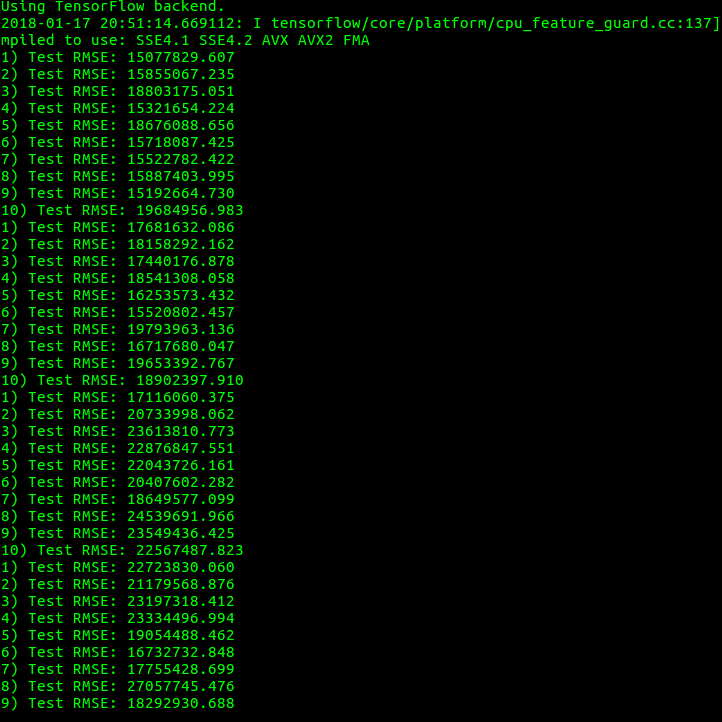 Using TensorFlow backend.
2018-01-17 20:51:14.669112: I tensorflow/core/platform/cpu_feature_guard.cc:137]
mpiled to use: SSE4.1 SSE4.2 AVX AVX2 FMA
1) Test RMSE: 15077829.607
2) Test RMSE: 15855067.235
3) Test RMSE: 18803175.051
4) Test RMSE: 15321654.224
5) Test RMSE: 18676088.656
6) Test RMSE: 15718087.425
7) Test RMSE: 15522782.422
8) Test RMSE: 15887403.995
9) Test RMSE: 15192664.730
10) Test RMSE: 19684956.983
1) Test RMSE: 17681632.086
2) Test RMSE: 18158292.162
3) Test RMSE: 17440176.878
4) Test RMSE: 18541308.058
5) Test RMSE: 16253573.432
6) Test RMSE: 15520802.457
7) Test RMSE: 19793963.136
8) Test RMSE: 16717680.047
9) Test RMSE: 19653392.767
10) Test RMSE: 18902397.910
1) Test RMSE: 17116060.375
2) Test RMSE: 20733998.062
3) Test RMSE: 23613810.773
4) Test RMSE: 22876847.551
5) Test RMSE: 22043726.161
6) Test RMSE: 20407602.282
7) Test RMSE: 18649577.099
8) Test RMSE: 24539691.966
9) Test RMSE: 23549436.425
10) Test RMSE: 22567487.823
1) Test RMSE: 22723830.060
2) Test RMSE: 21179568.876
3) Test RMSE: 23197318.412
4) Test RMSE: 23334496.994
5) Test RMSE: 19054488.462
6) Test RMSE: 16732732.848
7) Test RMSE: 17755428.699
8) Test RMSE: 27057745.476
9) Test RMSE: 18292930.688